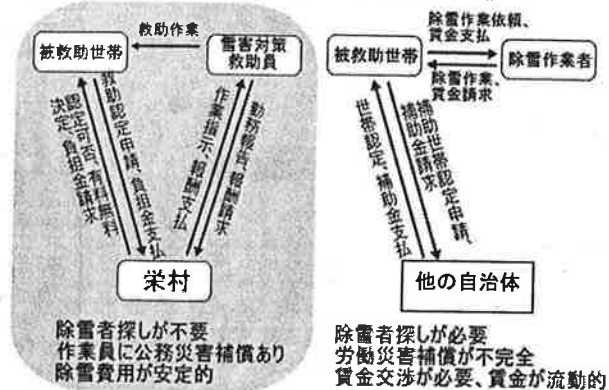 救助作業
被救助世帯
雪害対策
救助員
救助認定申請、負担金支払
認定可否、有料無料
決定、負担金請求
作業指示、報酬支払
勤務報告、報酬請求
栄村
除雪者探しが不要
作業員に公務災害補償あり
除雪費用が安定的
除雪作業依頼、
賃金支払
被救助世帯
除雪作業者
除雪作業、
賃金請求
補助世帯認定申請、
補助金請求
世帯認定、補助金支払
他の自治体
除雪者探しが必要
労働災害補償が不完全
賃金交渉が必要、賃金が流動的